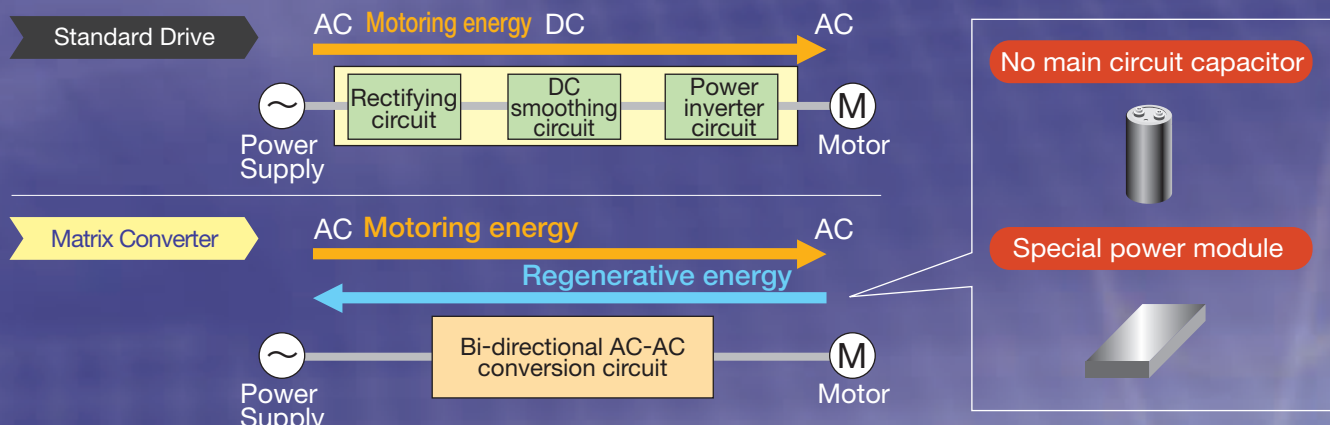 Standard Drive
AC Motoring energy DC AC
~
Rectifying
circuit
DC
smoothing
circuit
Power
inverter
circuit
M
Power
Supply
Motor
Matrix Converter
AC Motoring energy AC
Regenerative energy
~
Bi-directional AC-AC
conversion circuit
M
Power
Supply
Motor
No main circuit capacitor
Special power module